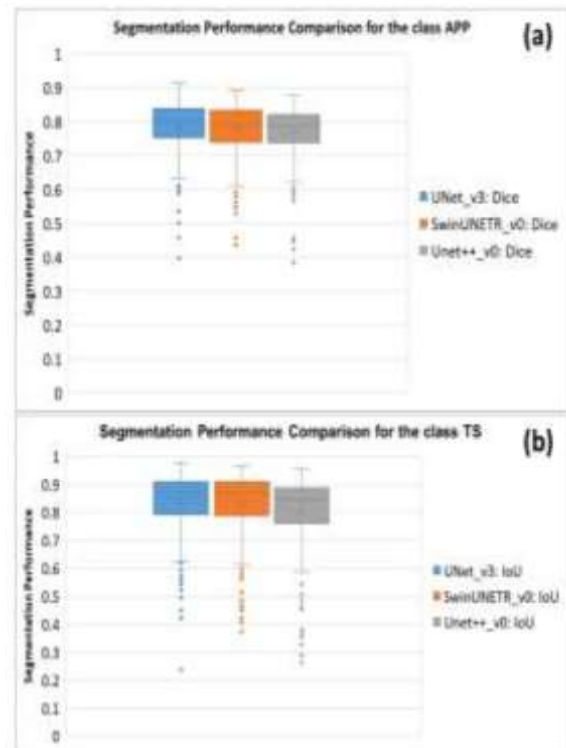 Segmentation Performance Comparison for the class APP
(a)
Segmentation Performance
1
0.9
0.8
0.7
0.6
0.5
0.4
0.3
0.2
0.1
0
UNet_v3: Dice
SwinUNETR_v0: Dice
Unet++_v0: Dice
Segmentation Performance Comparison for the class TS
(b)
Segmentation Performance
1
0.9
0.8
0.7
0.6
0.5
0.4
0.3
0.2
0.1
0
UNet_v3: IoU
SwinUNETR_v0: IoU
Unet++_v0: IoU